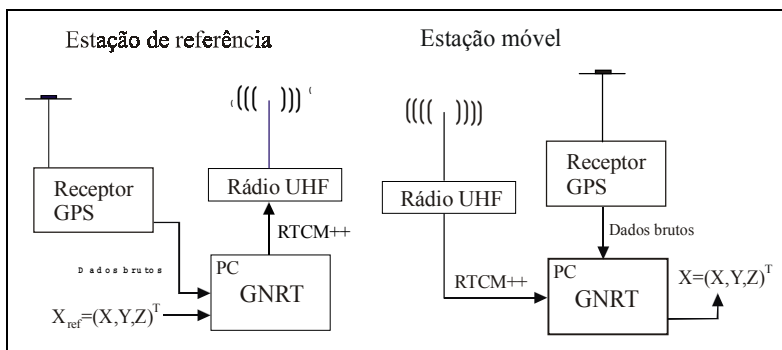 Estação de referência
Receptor
GPS
Rádio UHF
RTCM++
Dados brutos
PC
GNRT
X_ref=(X,Y,Z)^T
Estação móvel
Rádio UHF
Receptor
GPS
Dados brutos
RTCM++
PC
GNRT
X=(X,Y,Z)^T